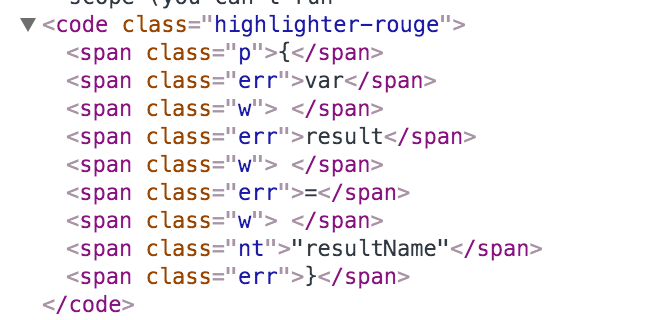 scope (you can't run
▼<code class="highlighter-rouge">
<span class="p">{</span>
<span class="err">var</span>
<span class="w"> </span>
<span class="err">result</span>
<span class="w"> </span>
<span class="err">=</span>
<span class="w"> </span>
<span class="nt">"resultName"</span>
<span class="err">}</span>
</code>